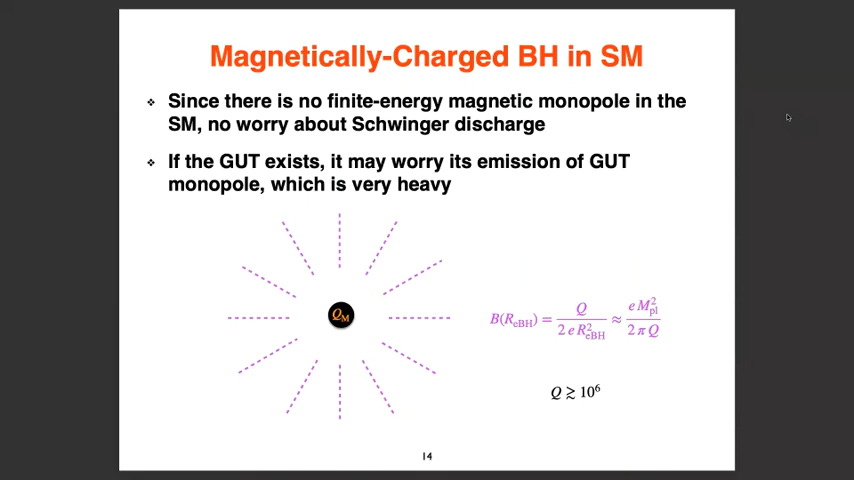 Magnetically-Charged BH in SM
❖ Since there is no finite-energy magnetic monopole in the
SM, no worry about Schwinger discharge
❖ If the GUT exists, it may worry its emission of GUT
monopole, which is very heavy
Q_M
B(R_eBH) = Q / (2 e R²_eBH) ≈ e M²_pl / (2 π Q)
Q ≳ 10⁶
14